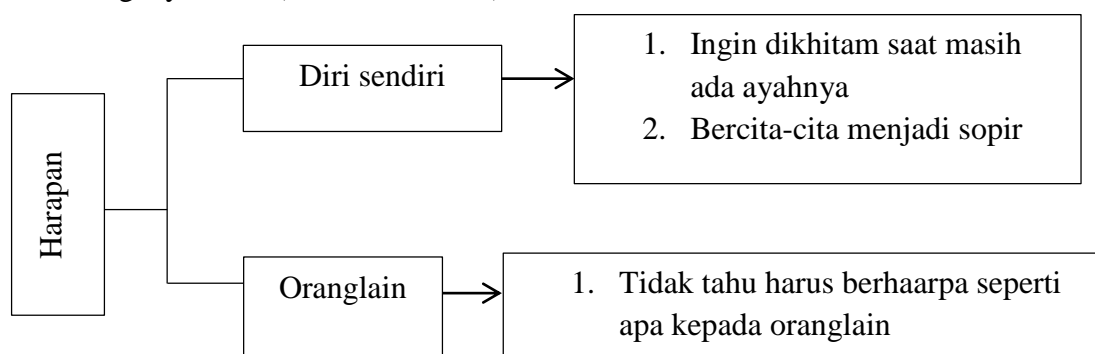 Harapan
Diri sendiri
1. Ingin dikhitam saat masih
ada ayahnya
2. Bercita-cita menjadi sopir
Oranglain
1. Tidak tahu harus berhaarpa seperti
apa kepada oranglain